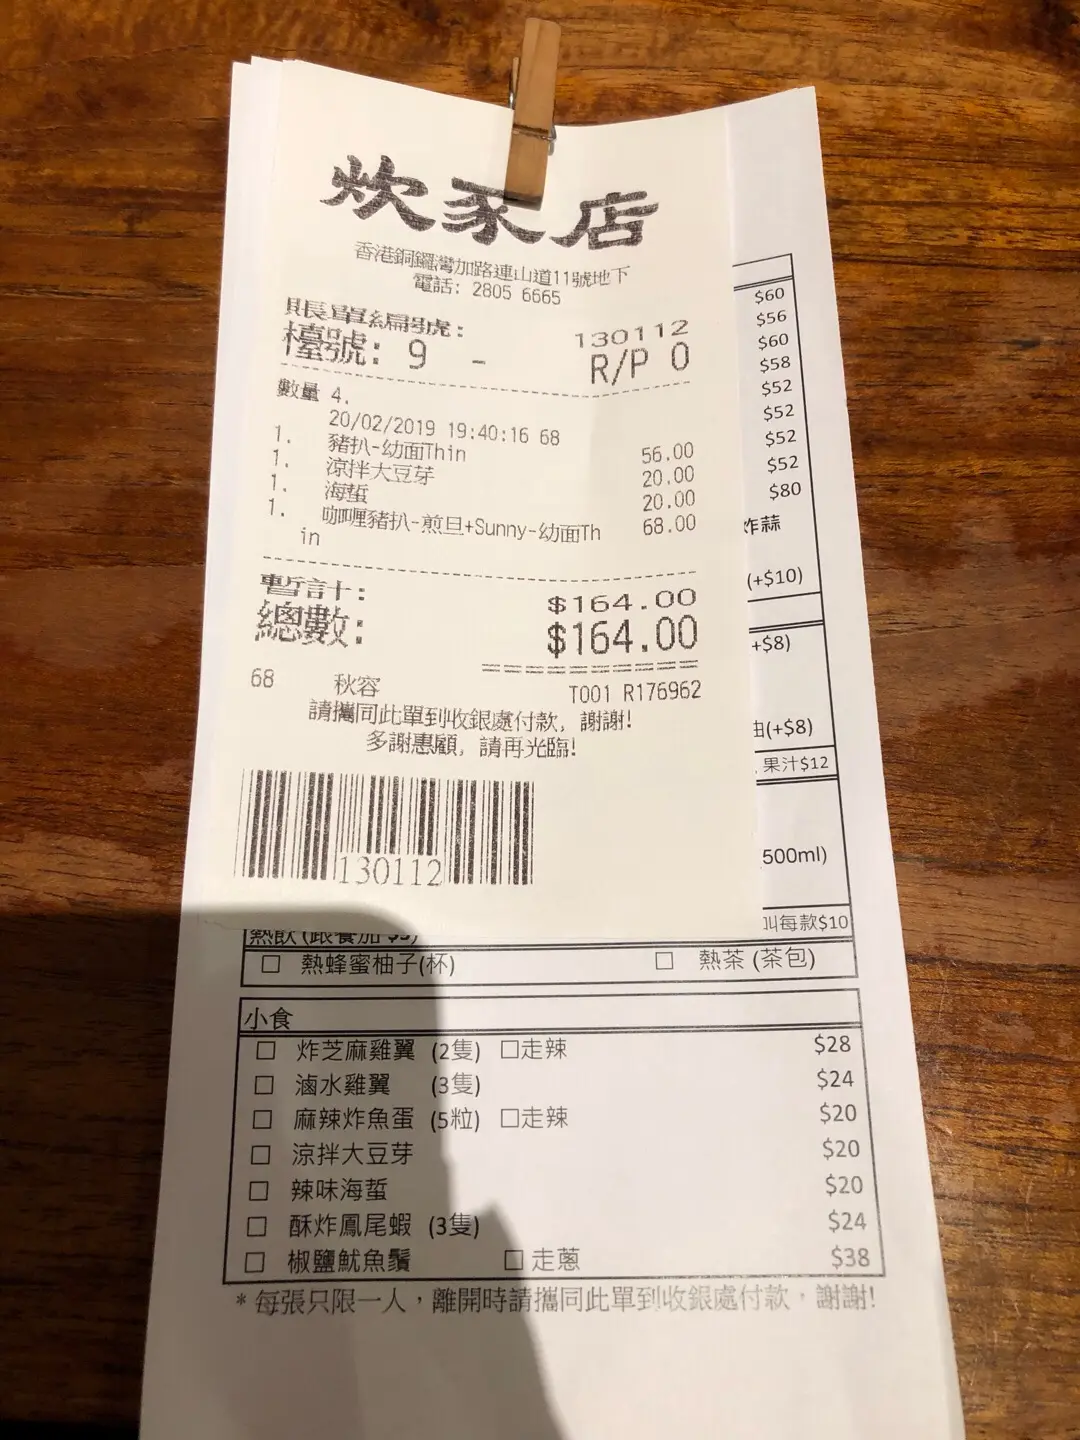 炊家店
香港銅鑼灣加路連山道11號地下
電話: 2805 6665
賬單編號: 130112
檯號: 9 - R/P 0
數量 4.
20/02/2019 19:40:16 68
1. 豬扒-幼面Thin 56.00
1. 涼拌大豆芽 20.00
1. 海蜇 20.00
1. 咖喱豬扒-煎旦+Sunny-幼面Th 68.00
in
暫計: $164.00
總數: $164.00
68 秋容 T001 R176962
請攜同此單到收銀處付款, 謝謝!
多謝惠顧, 請再光臨!
130112
$60
$56
$60
$58
$52
$52
$52
$52
$80
炸蒜
(+$10)
+$8)
油(+$8)
果汁$12
500ml)
叫每款$10
熱飲 (跟餐加 $5)
□ 熱蜂蜜柚子(杯) □ 熱茶 (茶包)
小食
□ 炸芝麻雞翼 (2隻) □走辣 $28
□ 滷水雞翼 (3隻) $24
□ 麻辣炸魚蛋 (5粒) □走辣 $20
□ 涼拌大豆芽 $20
□ 辣味海蜇 $20
□ 酥炸鳳尾蝦 (3隻) $24
□ 椒鹽魷魚鬚 □ 走蔥 $38
* 每張只限一人，離開時請攜同此單到收銀處付款，謝謝!